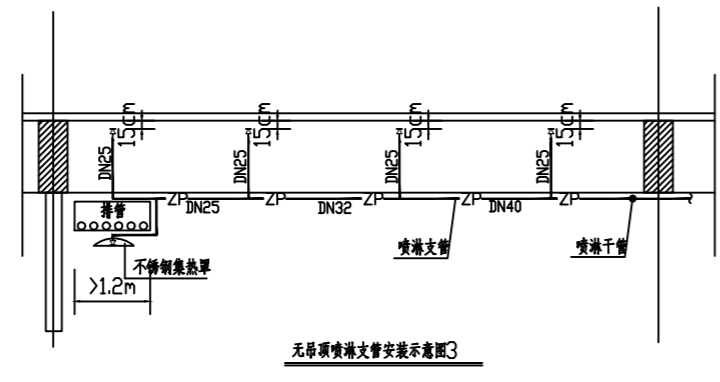 15cm 15cm 15cm 15cm
DN25 DN25 DN25 DN25
ZP ZP ZP ZP ZP ZP
DN25 DN32 DN40
排管
喷淋支管 喷淋干管
不锈钢集热罩
>1.2m
无吊顶喷淋支管安装示意图3